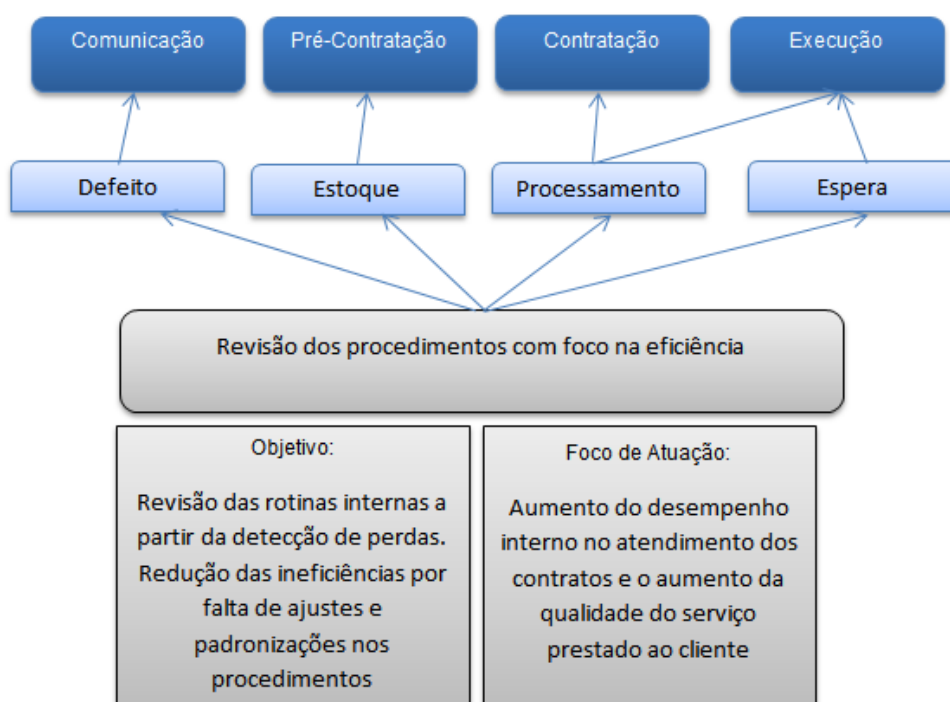 Comunicação
Pré-Contratação
Contratação
Execução
Defeito
Estoque
Processamento
Espera
Revisão dos procedimentos com foco na eficiência
Objetivo:
Revisão das rotinas internas a
partir da detecção de perdas.
Redução das ineficiências por
falta de ajustes e
padronizações nos
procedimentos
Foco de Atuação:
Aumento do desempenho
interno no atendimento dos
contratos e o aumento da
qualidade do serviço
prestado ao cliente